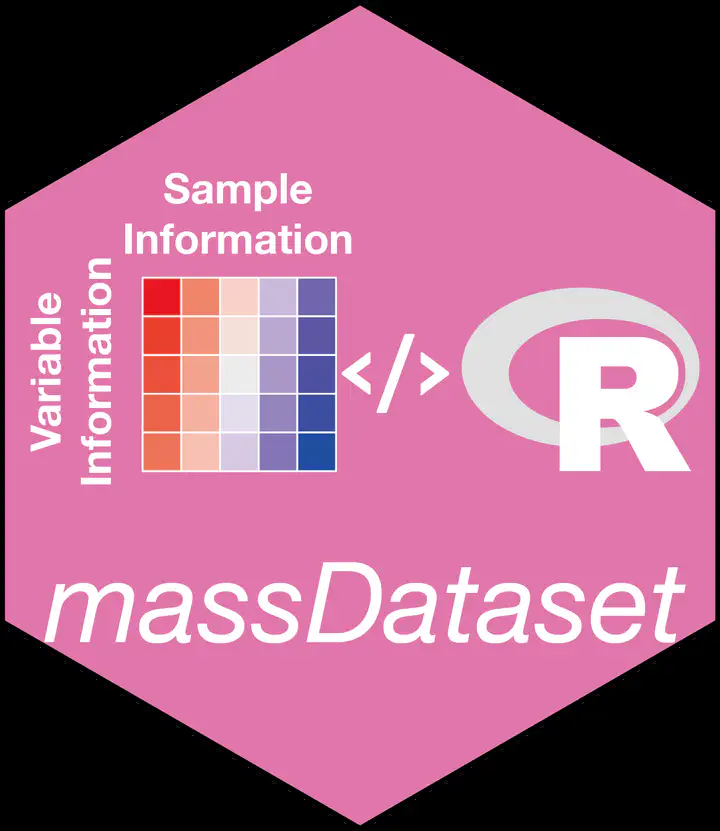 Sample
Information
Variable
Information
</>
R
massDataset